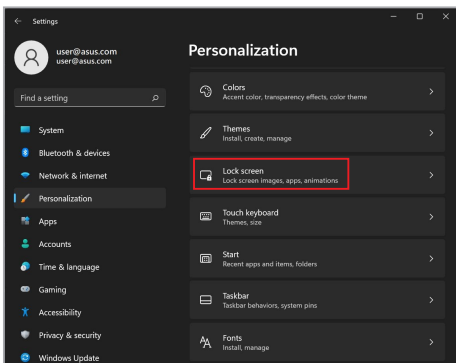 Settings
user@asus.com
user@asus.com
Find a setting
System
Bluetooth & devices
Network & internet
Personalization
Apps
Accounts
Time & language
Gaming
Accessibility
Privacy & security
Windows Update
Personalization
Colors
Accent color, transparency effects, color theme
Themes
Install, create, manage
Lock screen
Lock screen images, apps, animations
Touch keyboard
Themes, size
Start
Recent apps and items, folders
Taskbar
Taskbar behaviors, system pins
Fonts
Install, manage